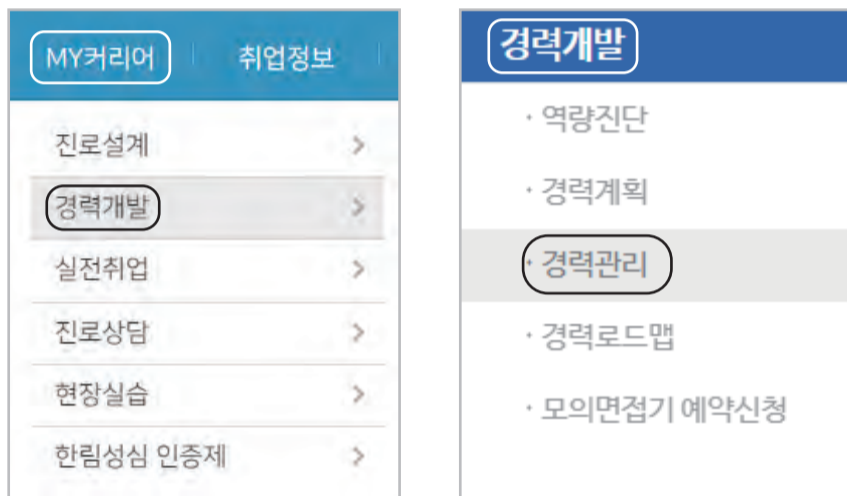 MY커리어 취업정보
진로설계
경력개발
실전취업
진로상담
현장실습
한림성심 인증제
경력개발
· 역량진단
· 경력계획
· 경력관리
· 경력로드맵
· 모의면접기 예약신청